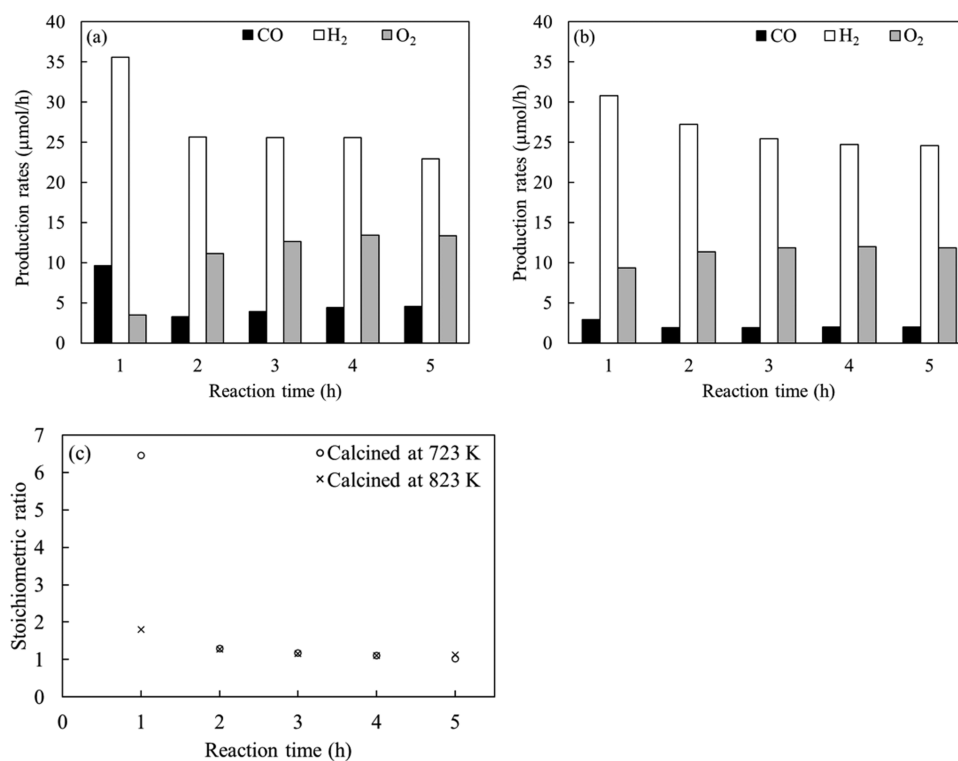 (a) CO H₂ O₂
40
35
30
25
20
15
10
5
0
Production rates (μmol/h)
1 2 3 4 5
Reaction time (h)
(b) CO H₂ O₂
40
35
30
25
20
15
10
5
0
Production rates (μmol/h)
1 2 3 4 5
Reaction time (h)
(c) Calcined at 723 K
Calcined at 823 K
7
6
5
4
3
2
1
0
Stoichiometric ratio
0 1 2 3 4 5
Reaction time (h)